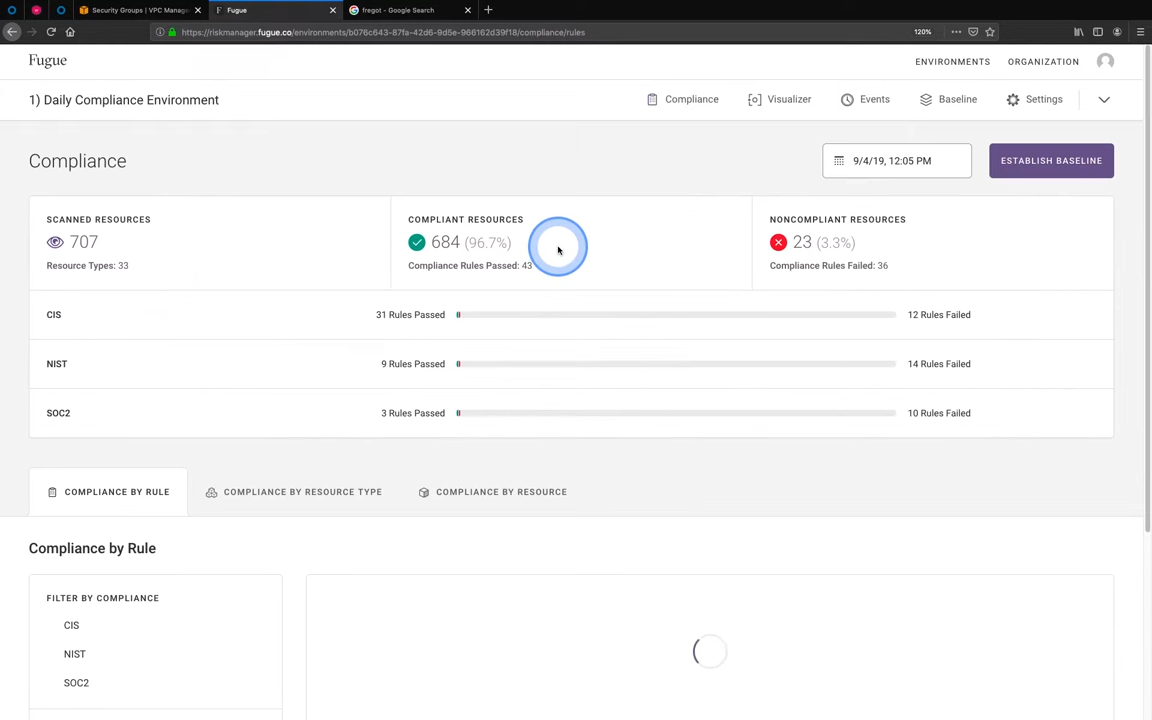 Security Groups | VPC Manag
Fugue
fregot - Google Search
https://riskmanager.fugue.co/environments/b076c643-87fa-42d6-9d5e-966162d39f18/compliance/rules
120%
Fugue
ENVIRONMENTS
ORGANIZATION
1) Daily Compliance Environment
Compliance
Visualizer
Events
Baseline
Settings
Compliance
9/4/19, 12:05 PM
ESTABLISH BASELINE
SCANNED RESOURCES
707
Resource Types: 33
COMPLIANT RESOURCES
684 (96.7%)
Compliance Rules Passed: 43
NONCOMPLIANT RESOURCES
23 (3.3%)
Compliance Rules Failed: 36
CIS
31 Rules Passed
12 Rules Failed
NIST
9 Rules Passed
14 Rules Failed
SOC2
3 Rules Passed
10 Rules Failed
COMPLIANCE BY RULE
COMPLIANCE BY RESOURCE TYPE
COMPLIANCE BY RESOURCE
Compliance by Rule
FILTER BY COMPLIANCE
CIS
NIST
SOC2